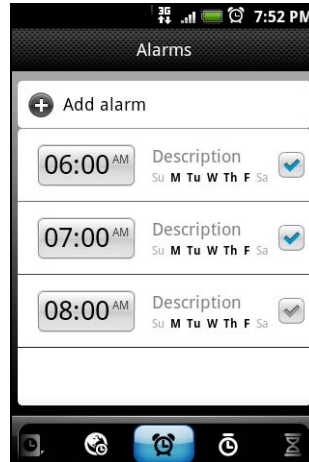 3G 7:52 PM
Alarms
Add alarm
06:00 AM Description
Su M Tu W Th F Sa
07:00 AM Description
Su M Tu W Th F Sa
08:00 AM Description
Su M Tu W Th F Sa